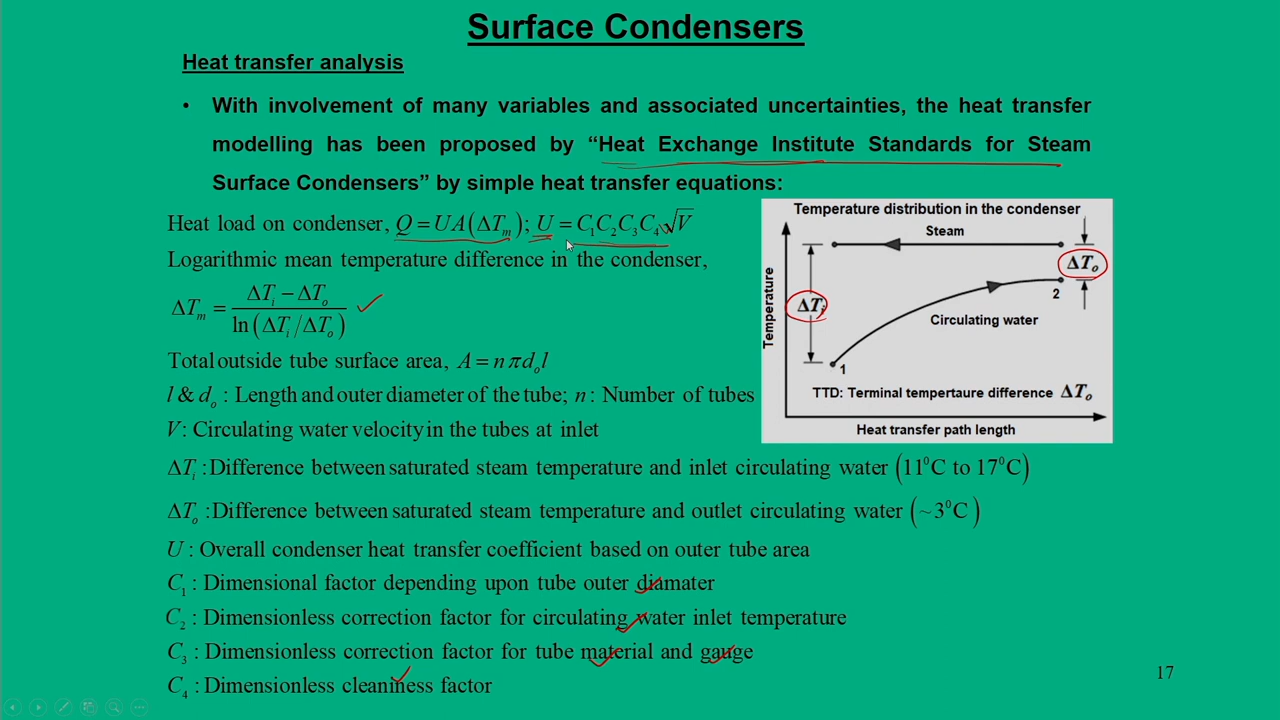 Surface Condensers
Heat transfer analysis
• With involvement of many variables and associated uncertainties, the heat transfer
modelling has been proposed by “Heat Exchange Institute Standards for Steam
Surface Condensers” by simple heat transfer equations:
Heat load on condenser, Q = UA(ΔTₘ); U = C₁C₂C₃C₄√V
Logarithmic mean temperature difference in the condenser,
ΔTₘ = (ΔTᵢ − ΔTₒ) / ln(ΔTᵢ/ΔTₒ)
Total outside tube surface area, A = nπdₒl
l & dₒ : Length and outer diameter of the tube; n : Number of tubes
V : Circulating water velocity in the tubes at inlet
ΔTᵢ : Difference between saturated steam temperature and inlet circulating water (11⁰C to 17⁰C)
ΔTₒ : Difference between saturated steam temperature and outlet circulating water (~3⁰C)
U : Overall condenser heat transfer coefficient based on outer tube area
C₁ : Dimensional factor depending upon tube outer diamater
C₂ : Dimensionless correction factor for circulating water inlet temperature
C₃ : Dimensionless correction factor for tube material and gauge
C₄ : Dimensionless cleaniness factor
Temperature distribution in the condenser
Steam
ΔTₒ
ΔTᵢ
2
Circulating water
1
Temperature
TTD: Terminal tempertaure difference ΔTₒ
Heat transfer path length
17